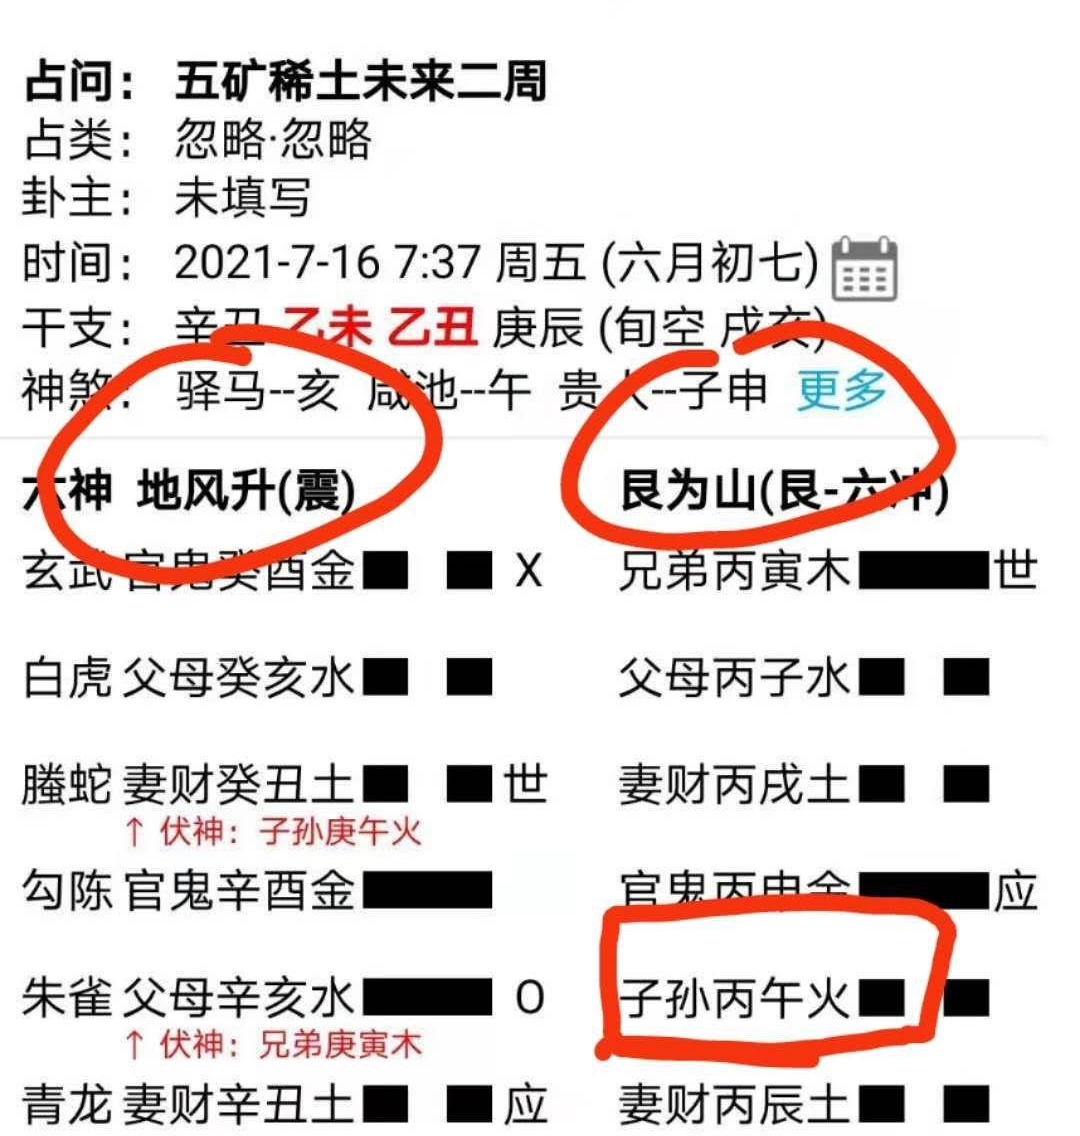 占问： 五矿稀土未来二周
占类： 忽略·忽略
卦主： 未填写
时间： 2021-7-16 7:37 周五 (六月初七)
干支： 辛丑 乙未 乙丑 庚辰 (旬空 戌亥)
神煞： 驿马--亥 咸池--午 贵人--子申 更多
六神 地风升(震) 艮为山(艮-六冲)
玄武 官鬼癸酉金 X 兄弟丙寅木 世
白虎 父母癸亥水 父母丙子水
螣蛇 妻财癸丑土 世 妻财丙戌土
↑ 伏神：子孙庚午火
勾陈 官鬼辛酉金 官鬼丙申金 应
朱雀 父母辛亥水 O 子孙丙午火
↑ 伏神：兄弟庚寅木
青龙 妻财辛丑土 应 妻财丙辰土